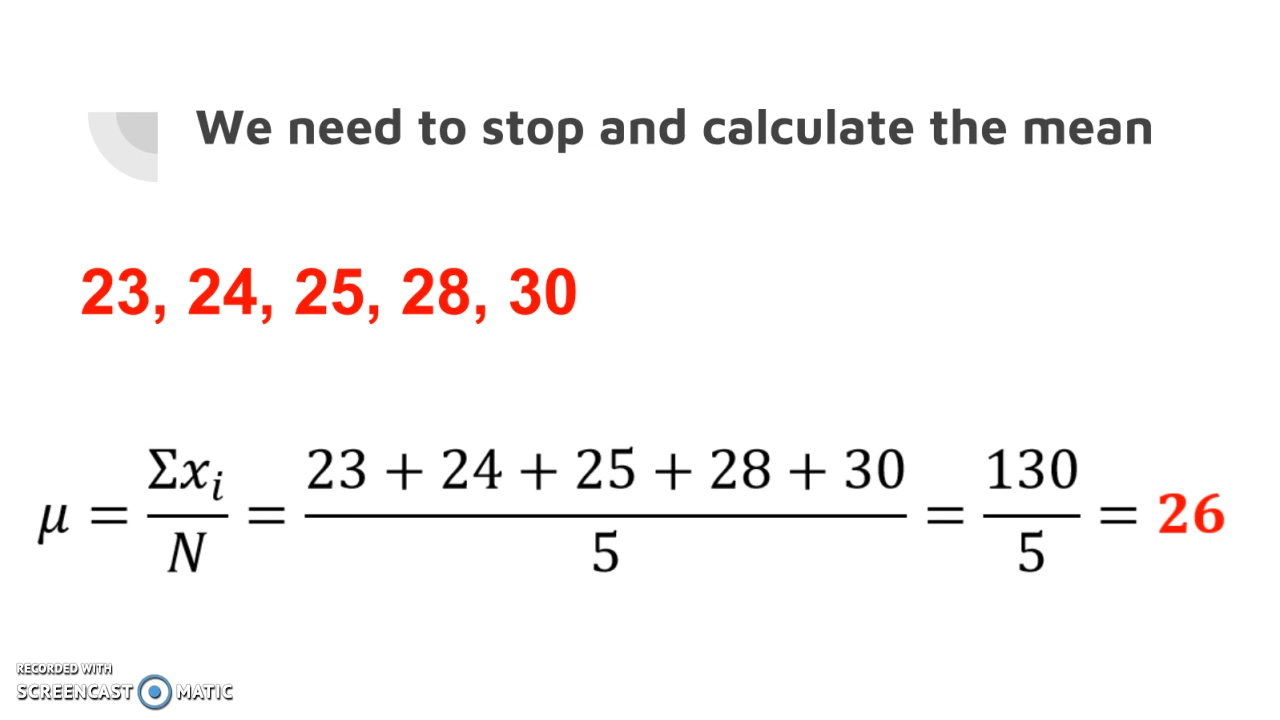 We need to stop and calculate the mean
23, 24, 25, 28, 30
μ = Σxᵢ / N = 23 + 24 + 25 + 28 + 30 / 5 = 130 / 5 = 26
RECORDED WITH
SCREENCAST MATIC